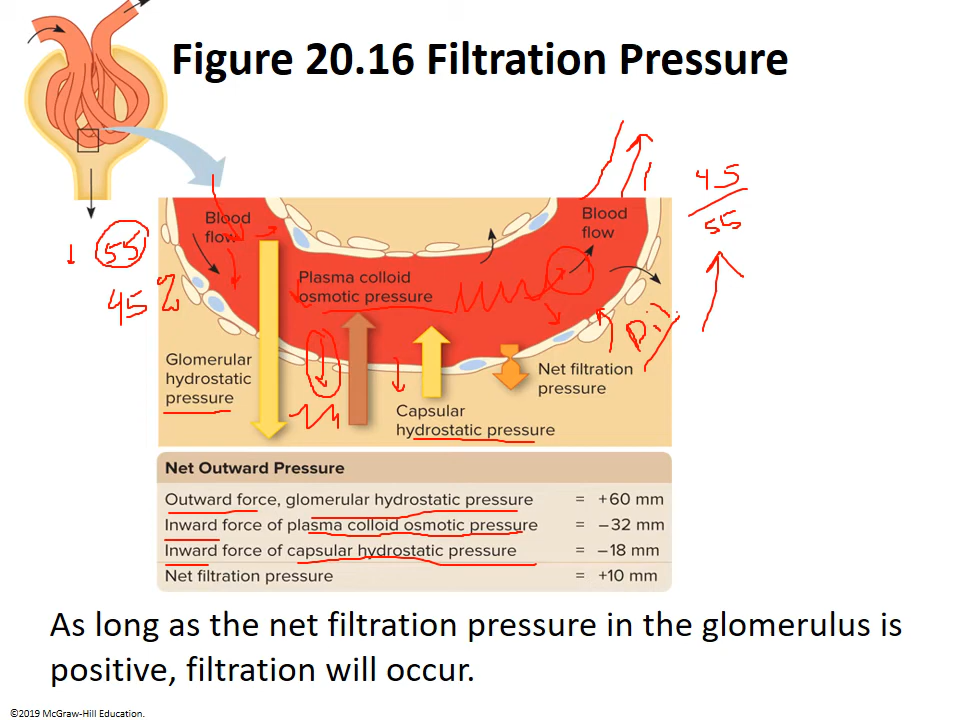 Figure 20.16 Filtration Pressure
45
55
Blood
flow
Blood
flow
55
45 %
Plasma colloid
osmotic pressure
Glomerular
hydrostatic
pressure
Net filtration
pressure
Capsular
hydrostatic pressure
Net Outward Pressure
Outward force, glomerular hydrostatic pressure = +60 mm
Inward force of plasma colloid osmotic pressure = −32 mm
Inward force of capsular hydrostatic pressure = −18 mm
Net filtration pressure = +10 mm
As long as the net filtration pressure in the glomerulus is
positive, filtration will occur.
©2019 McGraw-Hill Education.